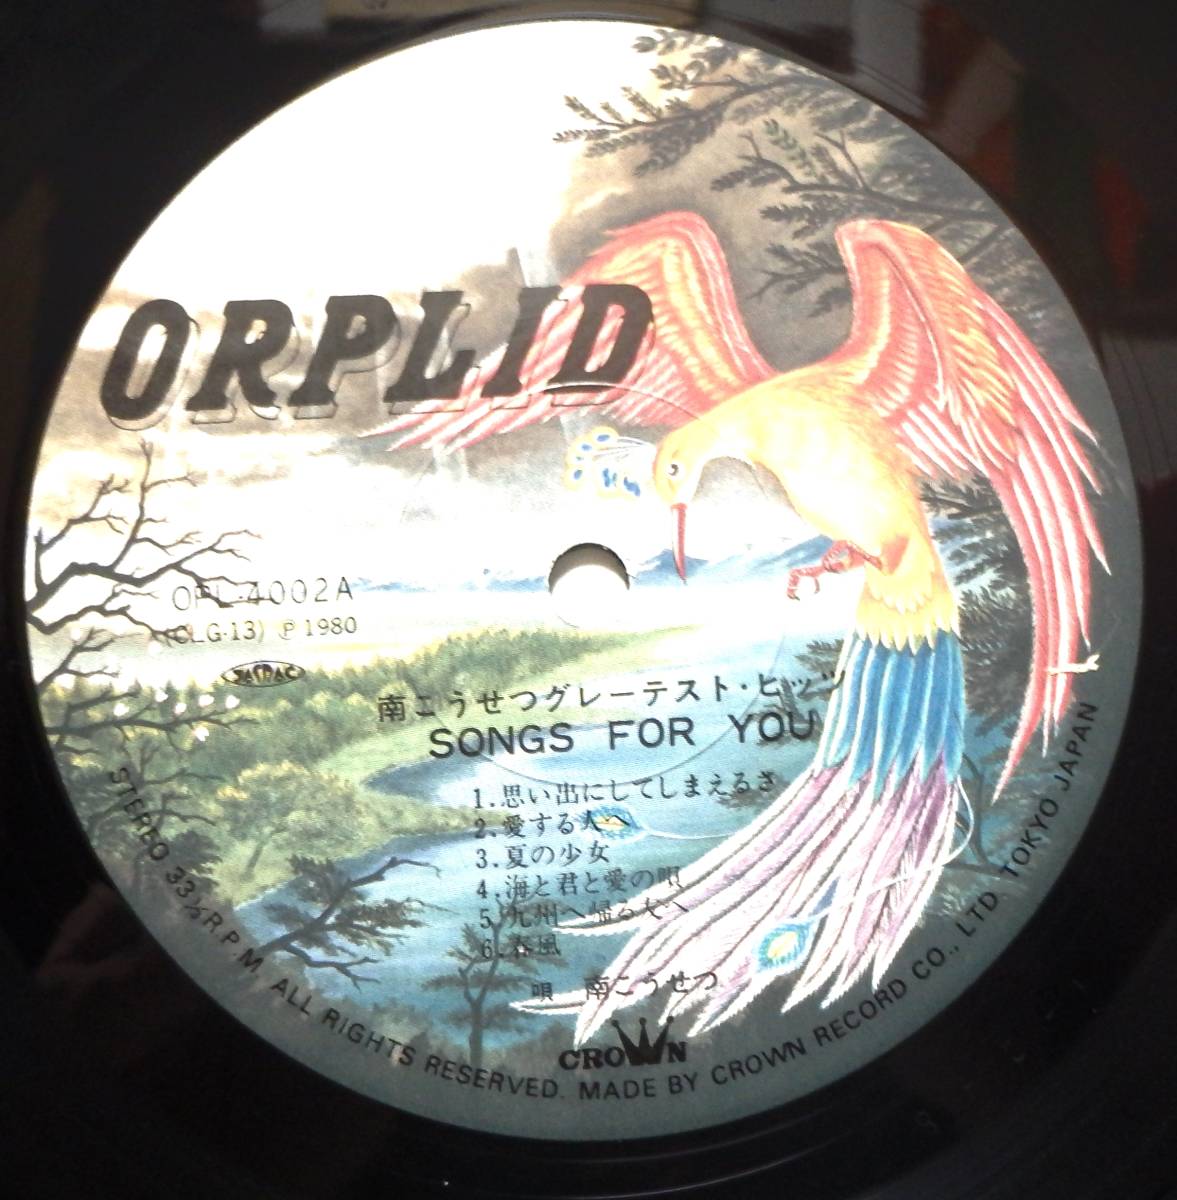 ORPLID
OPL-4002A
(CLG-13) Ⓟ 1980
JASRAC
南こうせつグレーテスト・ヒッツ
SONGS FOR YOU
1.思い出にしてしまえるさ
2.愛する人へ
3.夏の少女
4.海と君と愛の唄
5.九州へ帰る人へ
6.春風
唄 南こうせつ
CROWN
STEREO 33⅓ R.P.M. ALL RIGHTS RESERVED. MADE BY CROWN RECORD CO., LTD. TOKYO JAPAN